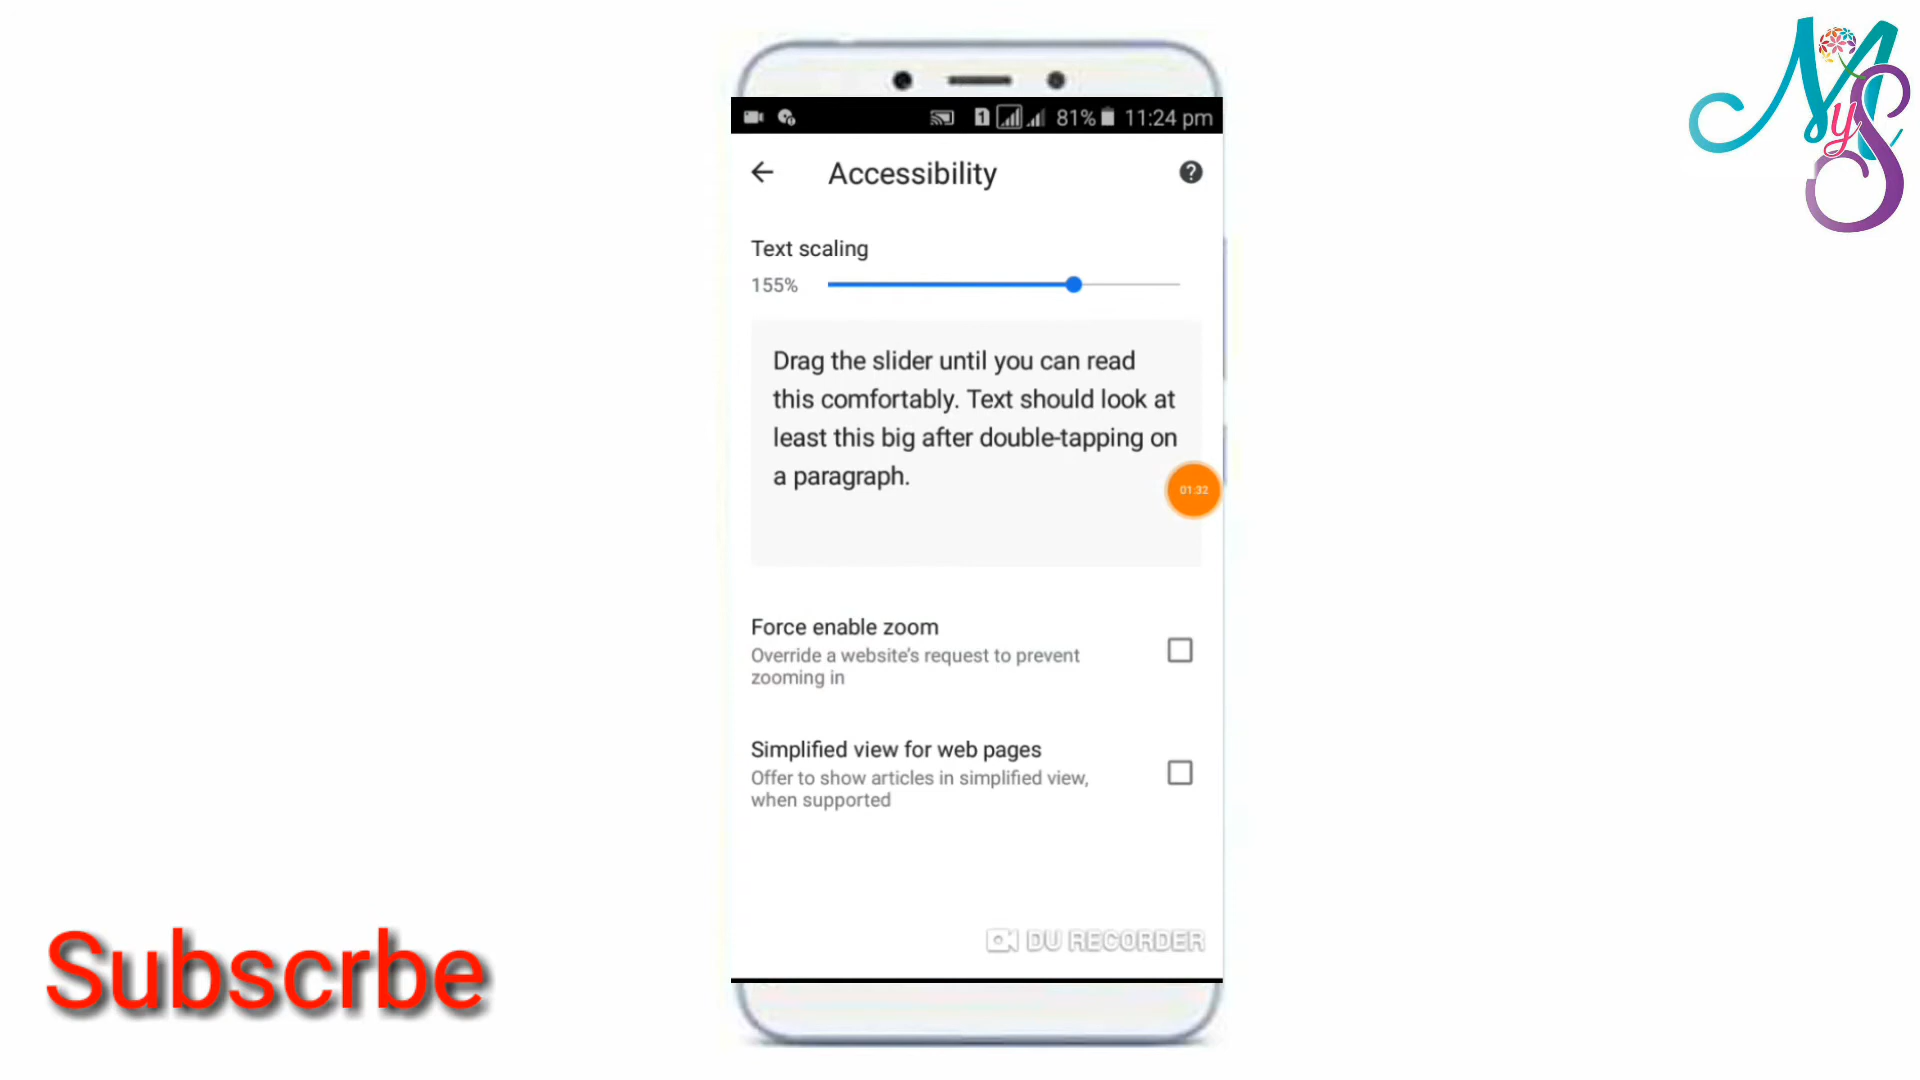 MyS
1 81% 11:24 pm
Accessibility
Text scaling
155%
Drag the slider until you can read
this comfortably. Text should look at
least this big after double-tapping on
a paragraph.
01:32
Force enable zoom
Override a website's request to prevent
zooming in
Simplified view for web pages
Offer to show articles in simplified view,
when supported
DU RECORDER
Subscrbe